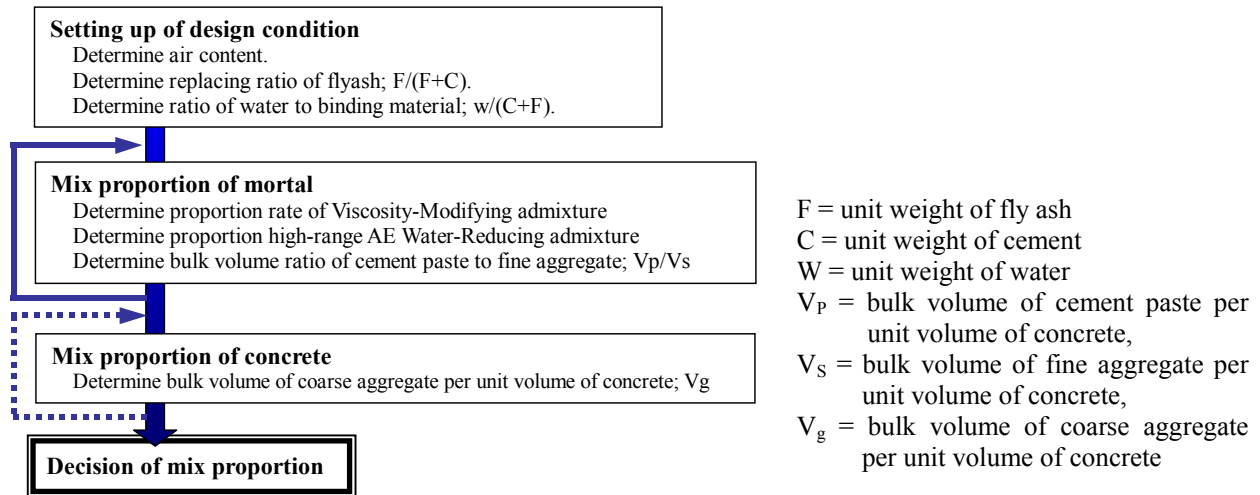 Setting up of design condition
Determine air content.
Determine replacing ratio of flyash; F/(F+C).
Determine ratio of water to binding material; w/(C+F).
Mix proportion of mortal
Determine proportion rate of Viscosity-Modifying admixture
Determine proportion high-range AE Water-Reducing admixture
Determine bulk volume ratio of cement paste to fine aggregate; Vp/Vs
Mix proportion of concrete
Determine bulk volume of coarse aggregate per unit volume of concrete; Vg
Decision of mix proportion
F = unit weight of fly ash
C = unit weight of cement
W = unit weight of water
V_P = bulk volume of cement paste per
unit volume of concrete,
V_S = bulk volume of fine aggregate per
unit volume of concrete,
V_g = bulk volume of coarse aggregate
per unit volume of concrete